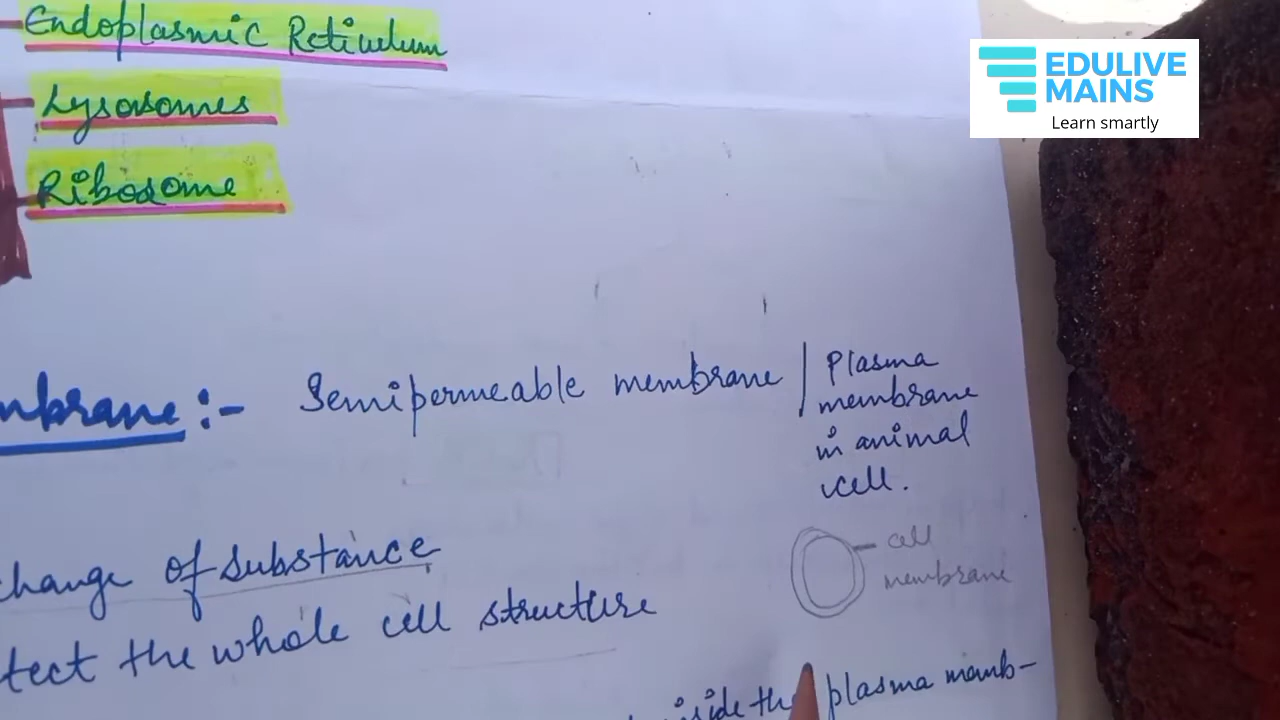 Endoplasmic Reticulum
Lysosomes
Ribosome
EDULIVE
MAINS
Learn smartly
mbrane :- Semipermeable membrane / Plasma
membrane
in animal
cell.
change of substance
cell
membrane
tect the whole cell structure
inside the plasma memb-